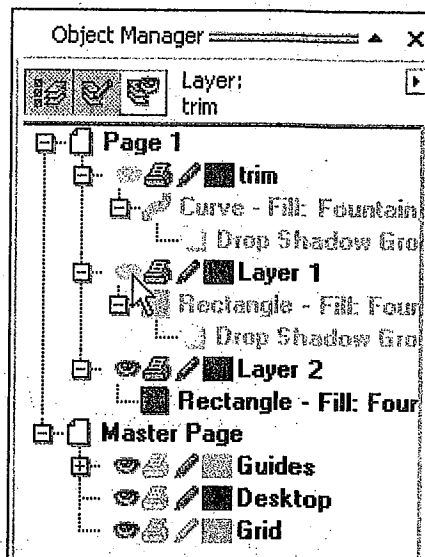 Object Manager
Layer:
trim
Page 1
trim
Curve - Fill: Fountain
Drop Shadow Gro
Layer 1
Rectangle - Fill: Four
Drop Shadow Gro
Layer 2
Rectangle - Fill: Four
Master Page
Guides
Desktop
Grid